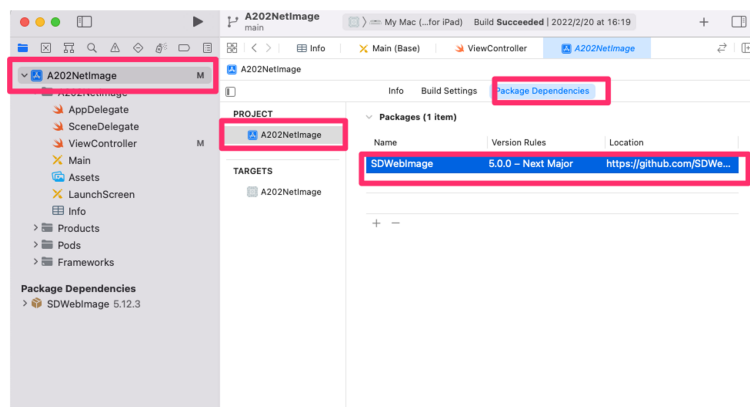 A202NetImage
main
My Mac (...for iPad) Build Succeeded | 2022/2/20 at 16:19
Info
Main (Base)
ViewController
A202NetImage
A202NetImage M
A202NetImage
A202NetImage
AppDelegate
SceneDelegate
ViewController M
Main
Assets
LaunchScreen
Info
Products
Pods
Frameworks
Package Dependencies
SDWebImage 5.12.3
Info Build Settings Package Dependencies
PROJECT
A202NetImage
TARGETS
A202NetImage
Packages (1 item)
Name Version Rules Location
SDWebImage 5.0.0 – Next Major https://github.com/SDWe...